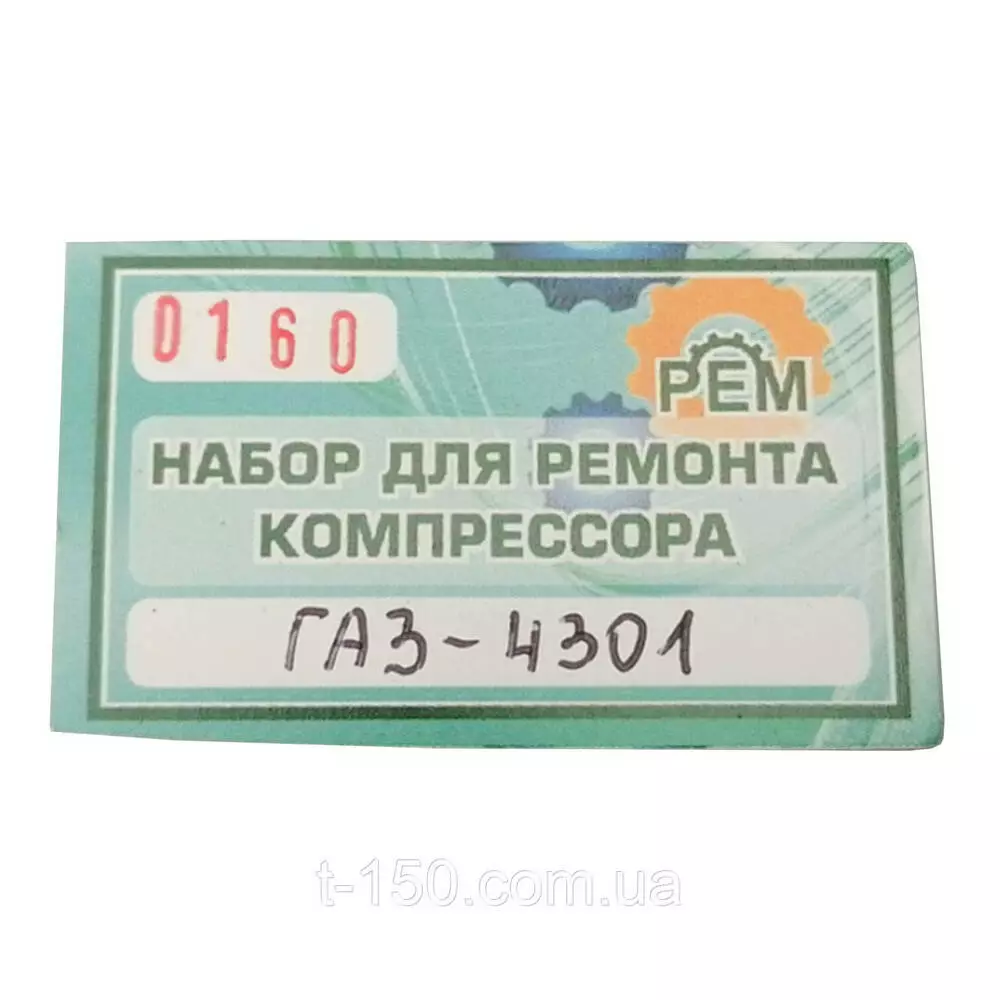 0160
РЕМ
НАБОР ДЛЯ РЕМОНТА
КОМПРЕССОРА
ГАЗ-4301
t-150.com.ua